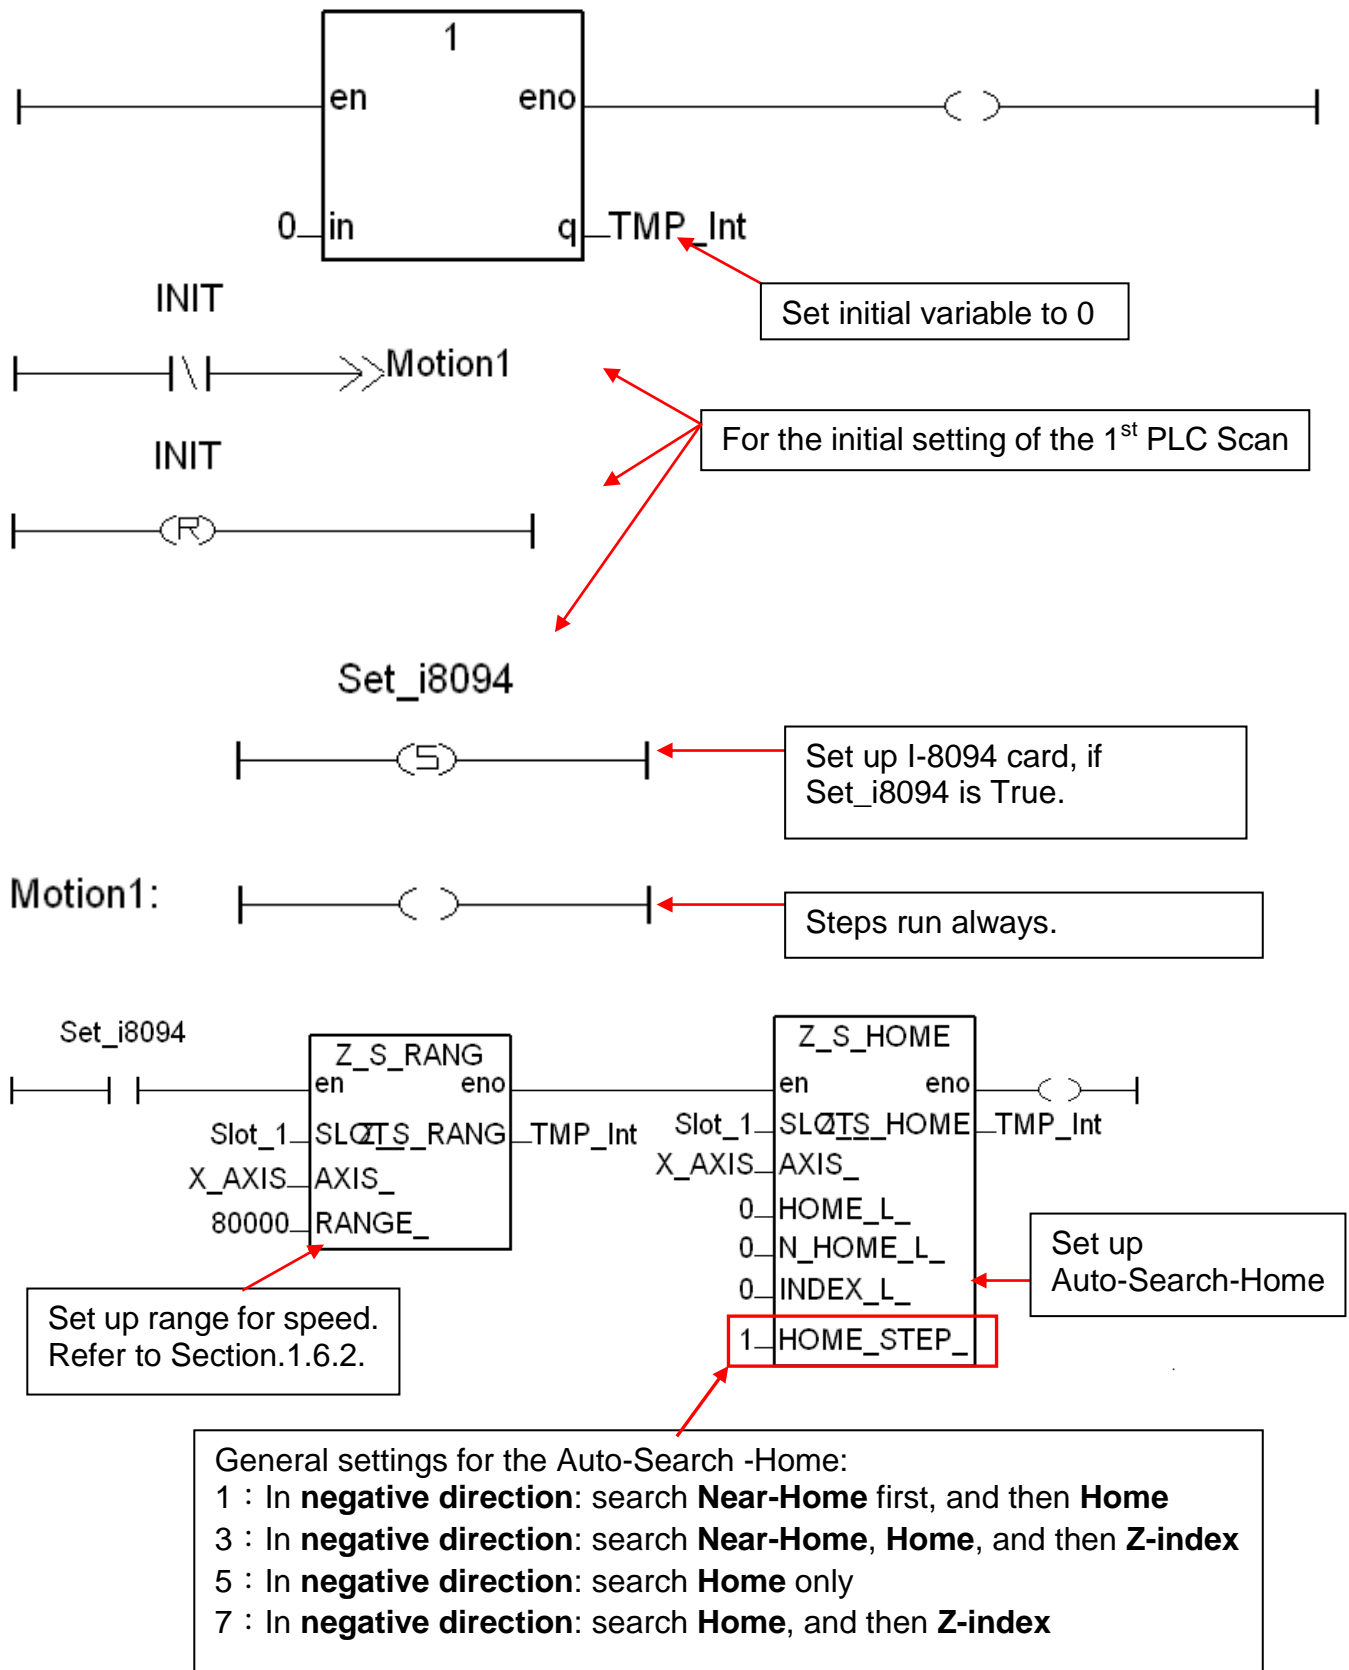 1
en eno
0 in q TMP_Int
Set initial variable to 0
INIT
Motion1
For the initial setting of the 1st PLC Scan
INIT
R
Set_i8094
S
Set up I-8094 card, if
Set_i8094 is True.
Motion1:
Steps run always.
Set_i8094
Z_S_RANG
en eno
Slot_1 SLOT_ Z_S_RANG TMP_Int
X_AXIS AXIS_
80000 RANGE_
Z_S_HOME
en eno
Slot_1 SLOT_ Z_S_HOME TMP_Int
X_AXIS AXIS_
0 HOME_L_
0 N_HOME_L_
0 INDEX_L_
1 HOME_STEP_
Set up
Auto-Search-Home
Set up range for speed.
Refer to Section.1.6.2.
General settings for the Auto-Search -Home:
1：In negative direction: search Near-Home first, and then Home
3：In negative direction: search Near-Home, Home, and then Z-index
5：In negative direction: search Home only
7：In negative direction: search Home, and then Z-index